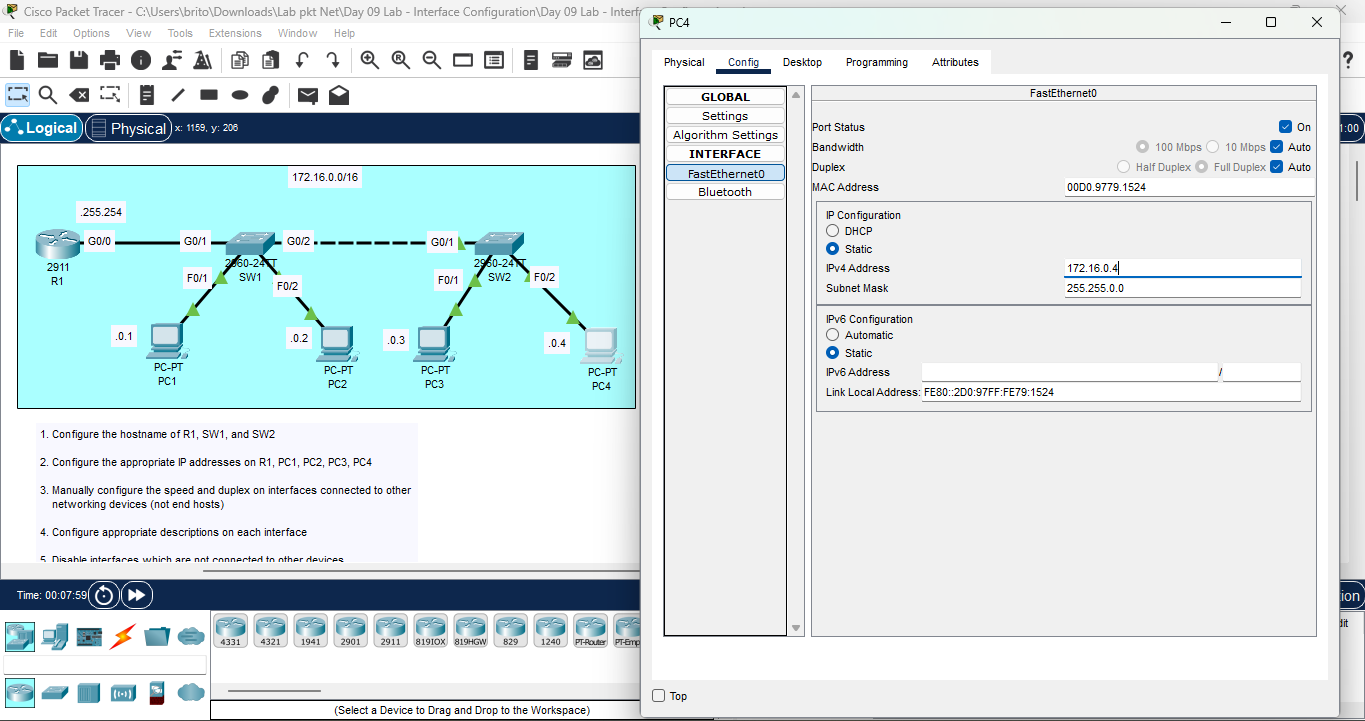 Cisco Packet Tracer - C:\Users\brito\Downloads\Lab pkt Net\Day 09 Lab - Interface Configuration\Day 09 Lab - Interf
File Edit Options View Tools Extensions Window Help
Logical Physical x: 1159, y: 206
1:00
172.16.0.0/16
.255.254
G0/0 G0/1 G0/2 G0/1
2911
R1
2960-24TT
SW1
2960-24TT
SW2
F0/1 F0/2 F0/1 F0/2
.0.1 .0.2 .0.3 .0.4
PC-PT
PC1
PC-PT
PC2
PC-PT
PC3
PC-PT
PC4
1. Configure the hostname of R1, SW1, and SW2
2. Configure the appropriate IP addresses on R1, PC1, PC2, PC3, PC4
3. Manually configure the speed and duplex on interfaces connected to other
networking devices (not end hosts)
4. Configure appropriate descriptions on each interface
5. Disable interfaces which are not connected to other devices
Time: 00:07:59
4331 4321 1941 2901 2911 819IOX 819HGW 829 1240 PT-Router PT-Emp
(Select a Device to Drag and Drop to the Workspace)
PC4
Physical Config Desktop Programming Attributes
GLOBAL
Settings
Algorithm Settings
INTERFACE
FastEthernet0
Bluetooth
FastEthernet0
Port Status On
Bandwidth 100 Mbps 10 Mbps Auto
Duplex Half Duplex Full Duplex Auto
MAC Address 00D0.9779.1524
IP Configuration
DHCP
Static
IPv4 Address 172.16.0.4
Subnet Mask 255.255.0.0
IPv6 Configuration
Automatic
Static
IPv6 Address /
Link Local Address: FE80::2D0:97FF:FE79:1524
Top
?
ion
dit